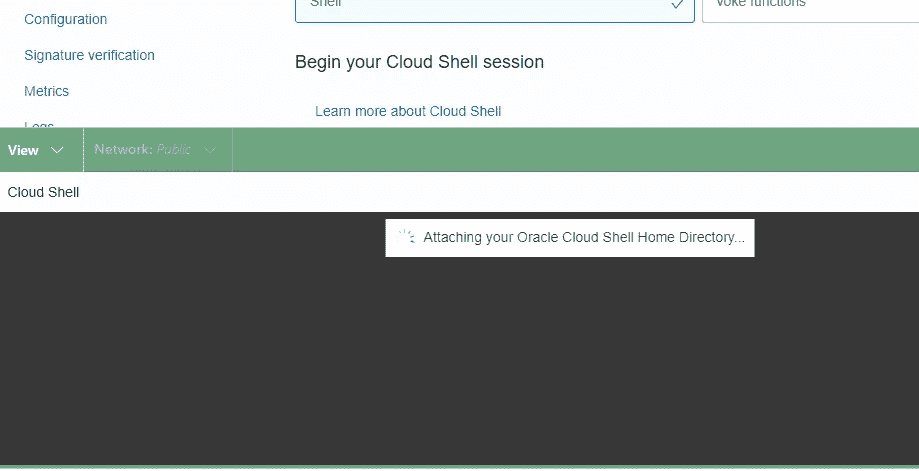 Shell
voke functions
Configuration
Begin your Cloud Shell session
Signature verification
Metrics
Learn more about Cloud Shell
Logs
View
Network: Public
Cloud Shell
Attaching your Oracle Cloud Shell Home Directory...